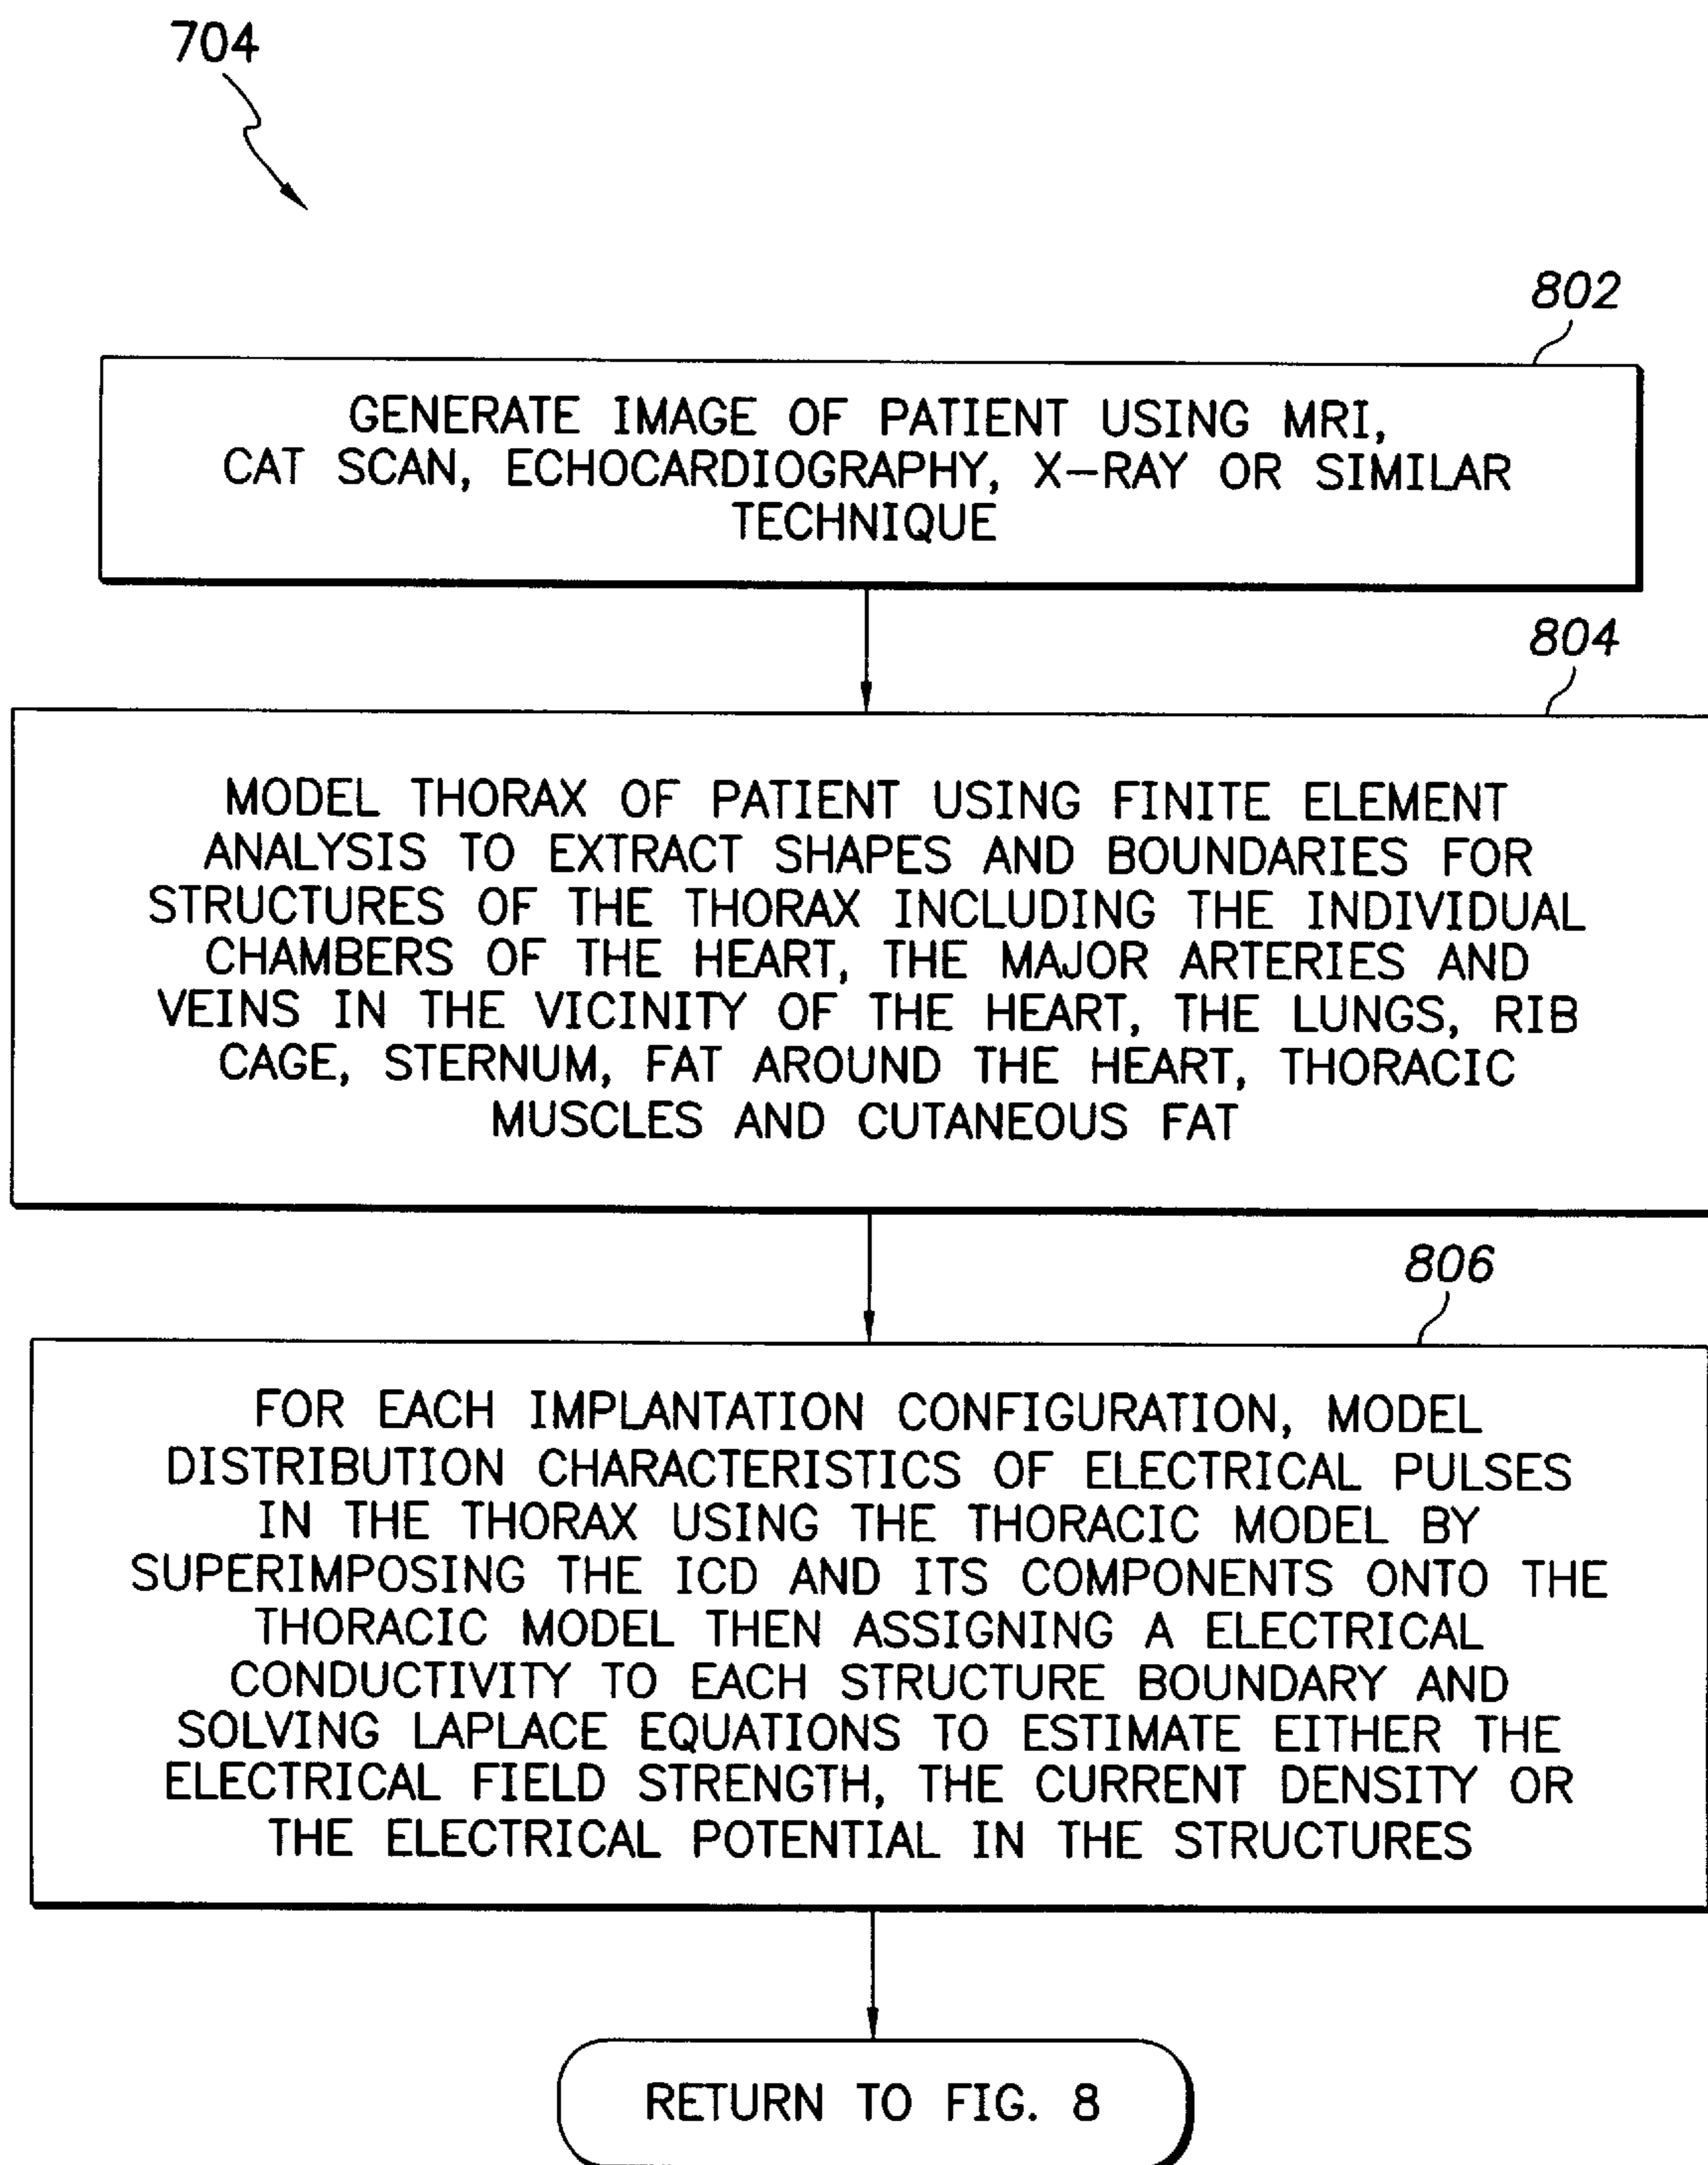 704
802
GENERATE IMAGE OF PATIENT USING MRI,
CAT SCAN, ECHOCARDIOGRAPHY, X-RAY OR SIMILAR
TECHNIQUE
804
MODEL THORAX OF PATIENT USING FINITE ELEMENT
ANALYSIS TO EXTRACT SHAPES AND BOUNDARIES FOR
STRUCTURES OF THE THORAX INCLUDING THE INDIVIDUAL
CHAMBERS OF THE HEART, THE MAJOR ARTERIES AND
VEINS IN THE VICINITY OF THE HEART, THE LUNGS, RIB
CAGE, STERNUM, FAT AROUND THE HEART, THORACIC
MUSCLES AND CUTANEOUS FAT
806
FOR EACH IMPLANTATION CONFIGURATION, MODEL
DISTRIBUTION CHARACTERISTICS OF ELECTRICAL PULSES
IN THE THORAX USING THE THORACIC MODEL BY
SUPERIMPOSING THE ICD AND ITS COMPONENTS ONTO THE
THORACIC MODEL THEN ASSIGNING A ELECTRICAL
CONDUCTIVITY TO EACH STRUCTURE BOUNDARY AND
SOLVING LAPLACE EQUATIONS TO ESTIMATE EITHER THE
ELECTRICAL FIELD STRENGTH, THE CURRENT DENSITY OR
THE ELECTRICAL POTENTIAL IN THE STRUCTURES
RETURN TO FIG. 8